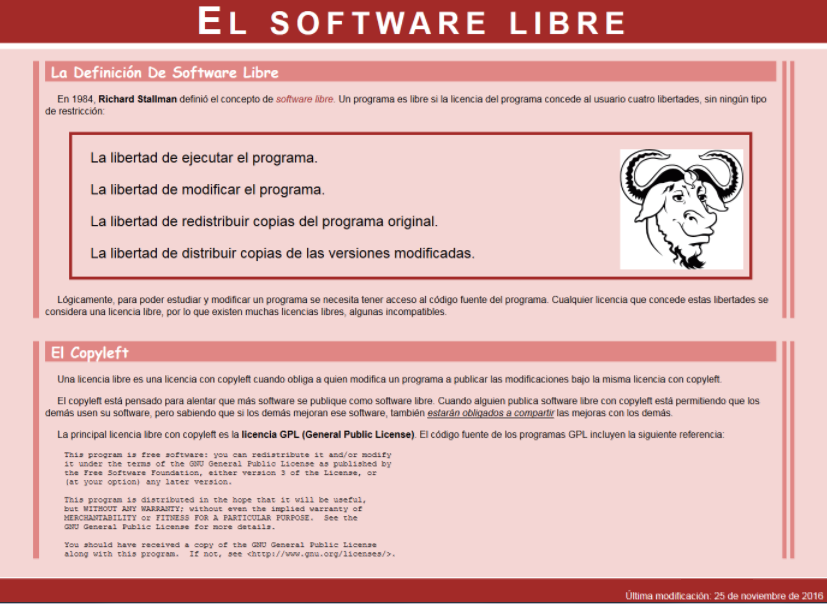 EL SOFTWARE LIBRE
La Definición De Software Libre
En 1984, Richard Stallman definió el concepto de software libre. Un programa es libre si la licencia del programa concede al usuario cuatro libertades, sin ningún tipo
de restricción:
La libertad de ejecutar el programa.
La libertad de modificar el programa.
La libertad de redistribuir copias del programa original.
La libertad de distribuir copias de las versiones modificadas.
Lógicamente, para poder estudiar y modificar un programa se necesita tener acceso al código fuente del programa. Cualquier licencia que concede estas libertades se
considera una licencia libre, por lo que existen muchas licencias libres, algunas incompatibles.
El Copyleft
Una licencia libre es una licencia con copyleft cuando obliga a quien modifica un programa a publicar las modificaciones bajo la misma licencia con copyleft.
El copyleft está pensado para alentar que más software se publique como software libre. Cuando alguien publica software libre con copyleft está permitiendo que los
demás usen su software, pero sabiendo que si los demás mejoran ese software, también estarán obligados a compartir las mejoras con los demás.
La principal licencia libre con copyleft es la licencia GPL (General Public License). El código fuente de los programas GPL incluyen la siguiente referencia:
This program is free software: you can redistribute it and/or modify
it under the terms of the GNU General Public License as published by
the Free Software Foundation, either version 3 of the License, or
(at your option) any later version.
This program is distributed in the hope that it will be useful,
but WITHOUT ANY WARRANTY; without even the implied warranty of
MERCHANTABILITY or FITNESS FOR A PARTICULAR PURPOSE. See the
GNU General Public License for more details.
You should have received a copy of the GNU General Public License
along with this program. If not, see <http://www.gnu.org/licenses/>.
Última modificación: 25 de noviembre de 2016